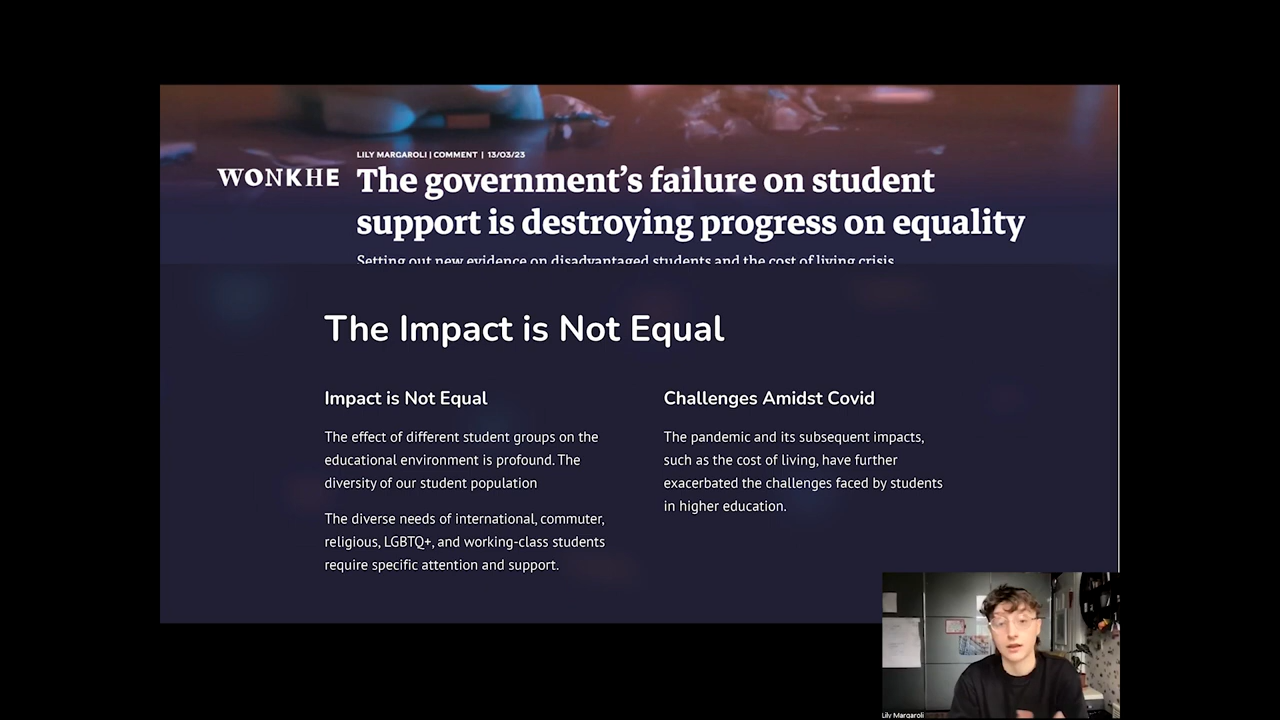 LILY MARGAROLI | COMMENT | 13/03/23
WONKHE
The government's failure on student
support is destroying progress on equality
Setting out new evidence on disadvantaged students and the cost of living crisis
The Impact is Not Equal
Impact is Not Equal
The effect of different student groups on the
educational environment is profound. The
diversity of our student population
The diverse needs of international, commuter,
religious, LGBTQ+, and working-class students
require specific attention and support.
Challenges Amidst Covid
The pandemic and its subsequent impacts,
such as the cost of living, have further
exacerbated the challenges faced by students
in higher education.
Lily Margaroli